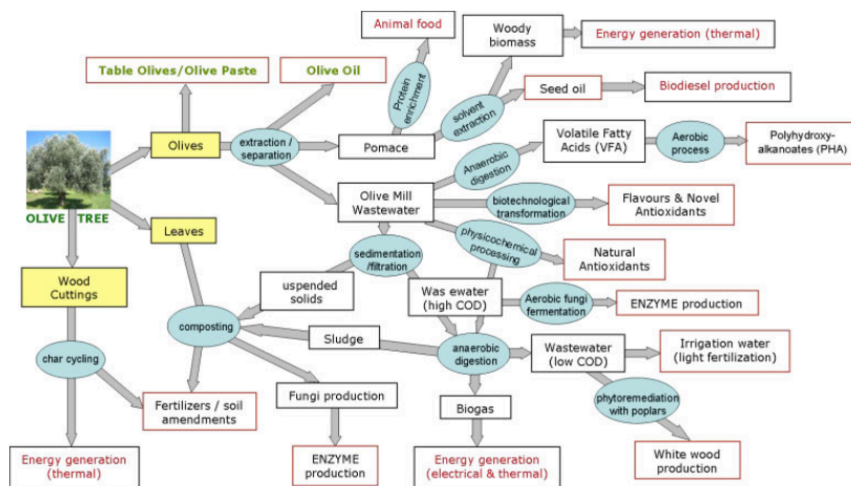 Animal food
Woody
biomass
Energy generation (thermal)
Table Olives/Olive Paste
Olive Oil
Protein
enrichment
solvent
extraction
Seed oil
Biodiesel production
Olives
extraction /
separation
Pomace
Anaerobic
digestion
Volatile Fatty
Acids (VFA)
Aerobic
process
Polyhydroxy-
alkanoates (PHA)
OLIVE TREE
Leaves
Olive Mill
Wastewater
biotechnological
transformation
Flavours & Novel
Antioxidants
physicochemical
processing
Natural
Antioxidants
Wood
Cuttings
sedimentation
/filtration
uspended
solids
Was ewater
(high COD)
Aerobic fungi
fermentation
ENZYME production
composting
Sludge
anaerobic
digestion
Wastewater
(low COD)
Irrigation water
(light fertilization)
char cycling
Fertilizers / soil
amendments
Fungi production
Biogas
phytoremediation
with poplars
Energy generation
(thermal)
ENZYME
production
Energy generation
(electrical & thermal)
White wood
production